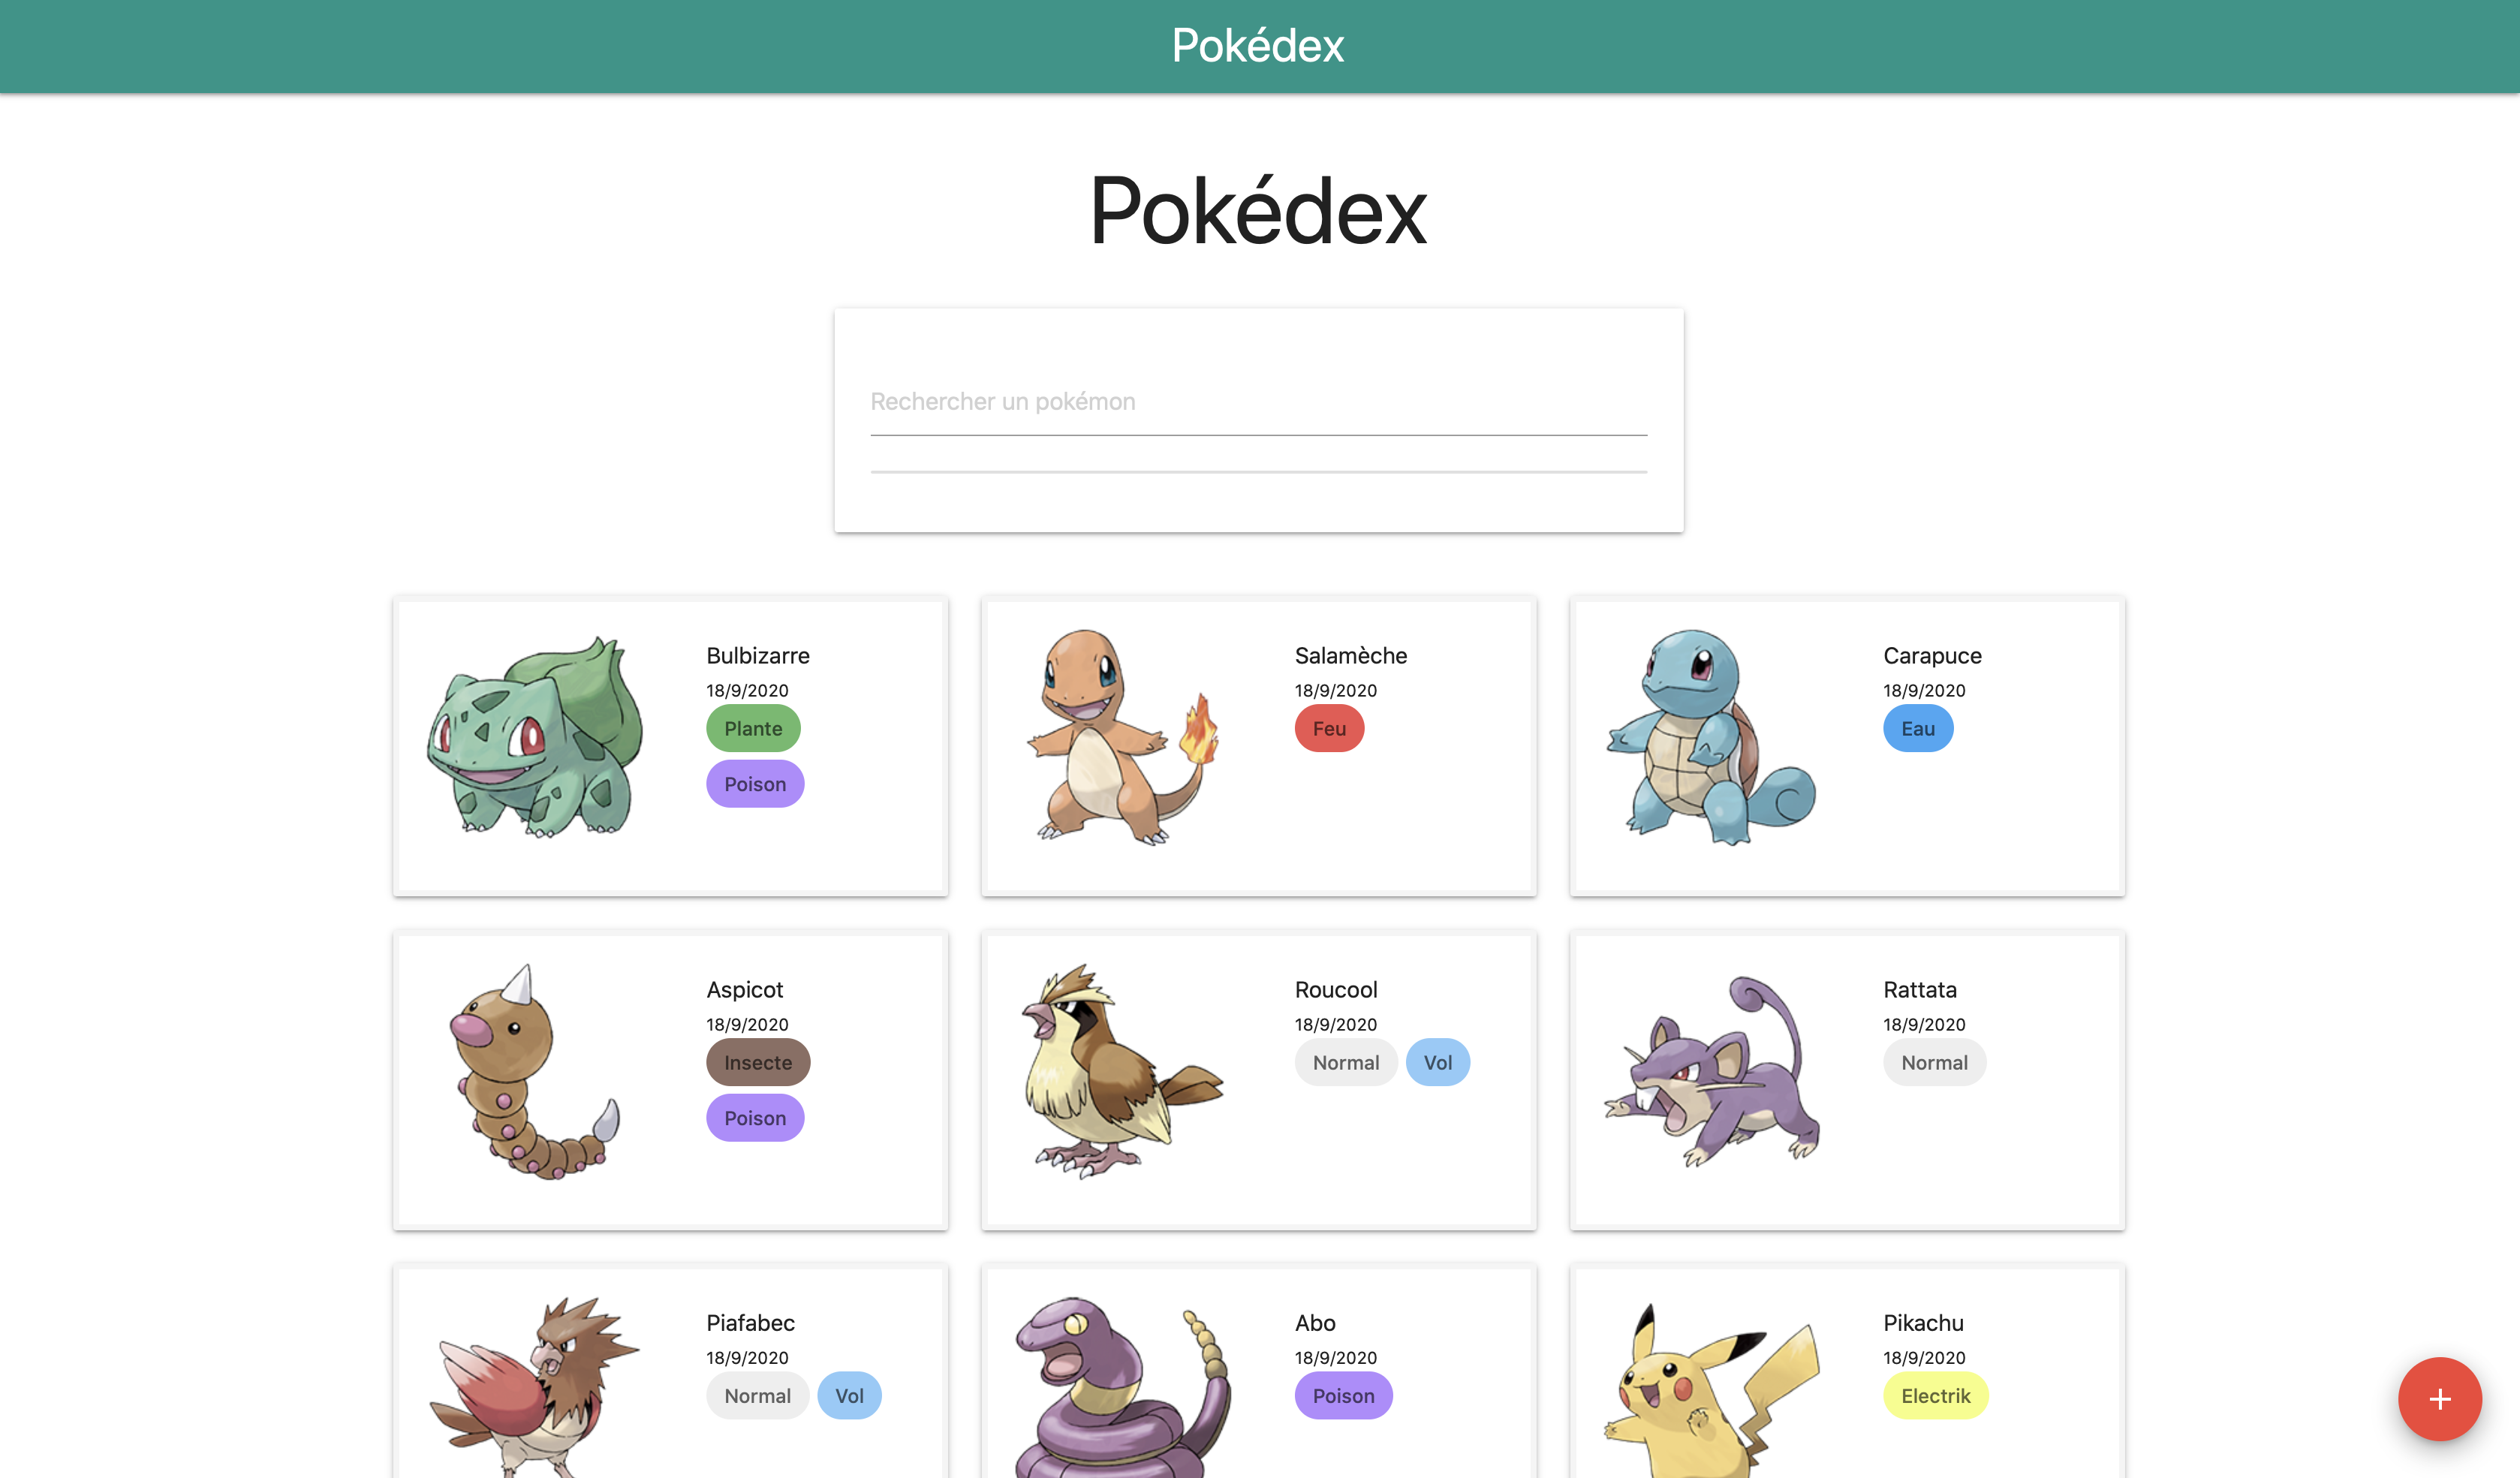 Pokédex
Pokédex
Rechercher un pokémon
Bulbizarre
18/9/2020
Plante
Poison
Salamèche
18/9/2020
Feu
Carapuce
18/9/2020
Eau
Aspicot
18/9/2020
Insecte
Poison
Roucool
18/9/2020
Normal Vol
Rattata
18/9/2020
Normal
Piafabec
18/9/2020
Normal Vol
Abo
18/9/2020
Poison
Pikachu
18/9/2020
Electrik
+